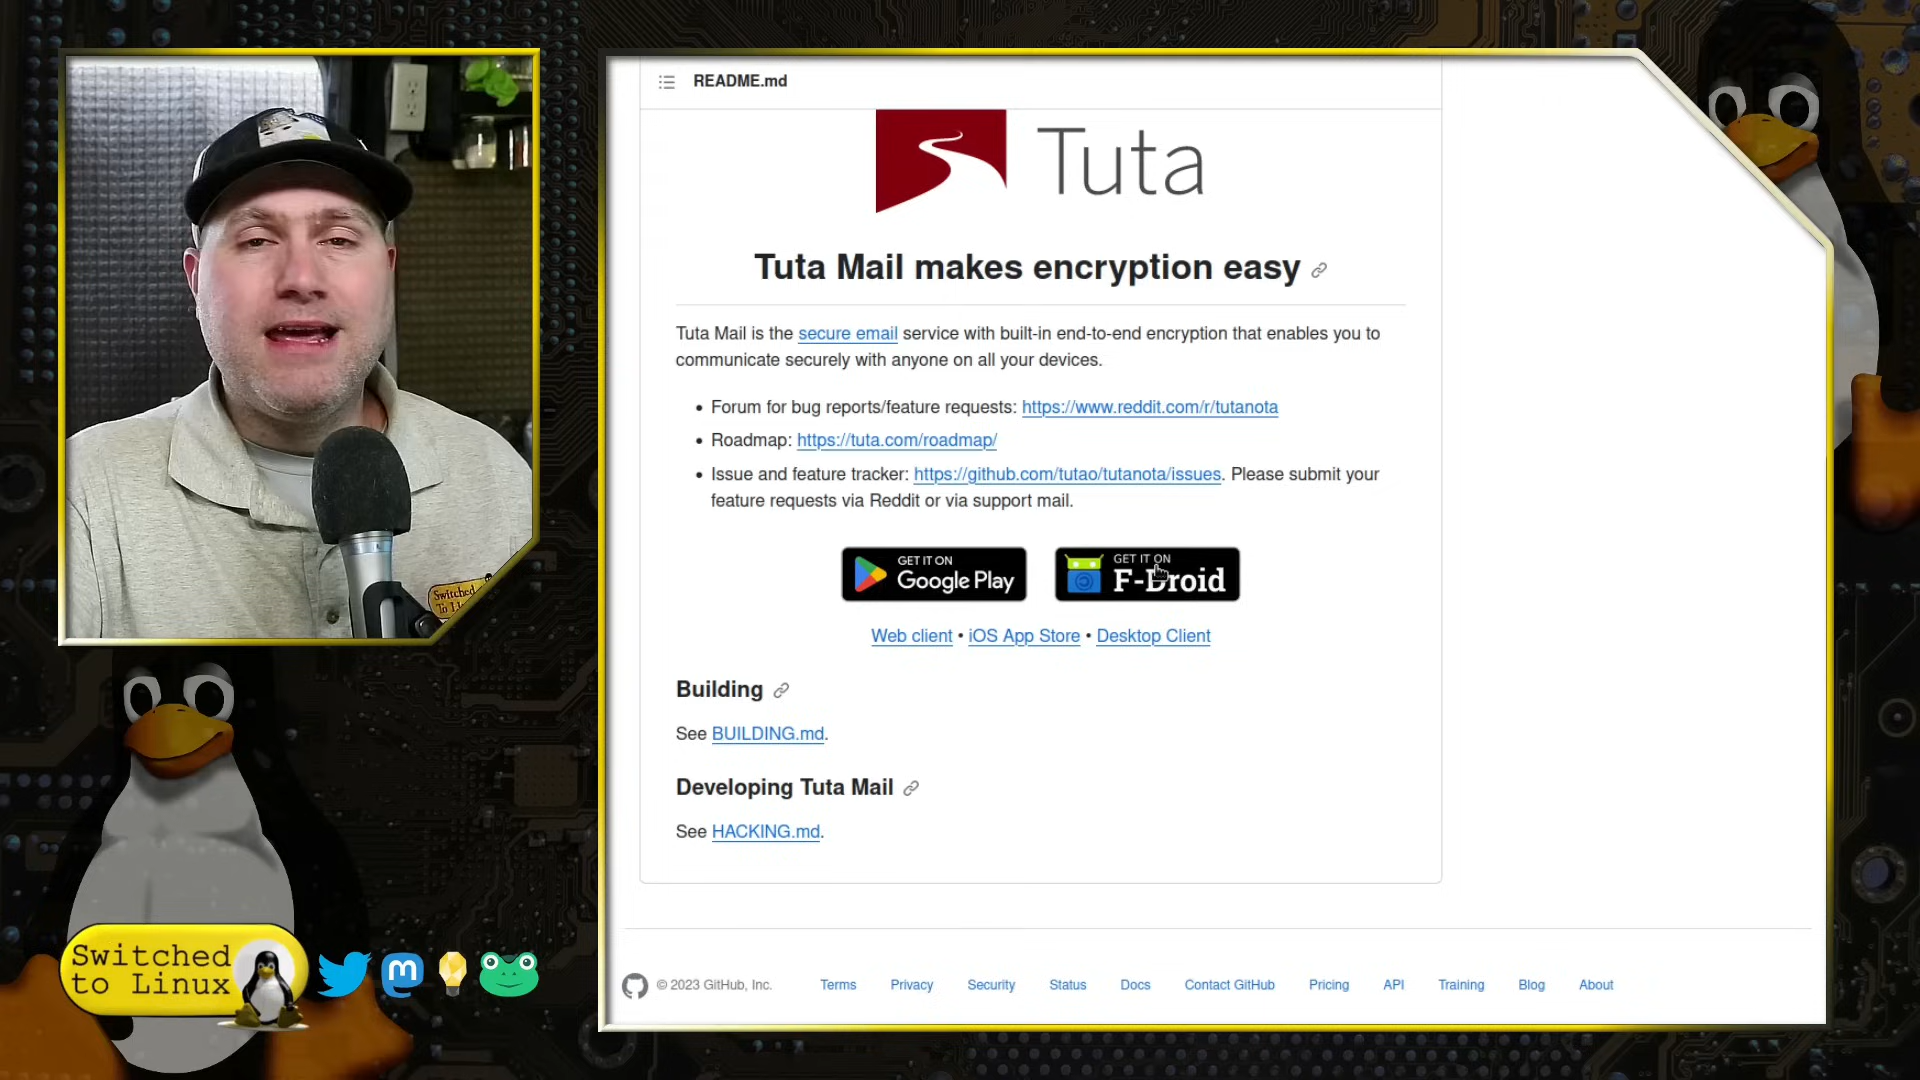 README.md
Tuta
Tuta Mail makes encryption easy
Tuta Mail is the secure email service with built-in end-to-end encryption that enables you to
communicate securely with anyone on all your devices.
• Forum for bug reports/feature requests: https://www.reddit.com/r/tutanota
• Roadmap: https://tuta.com/roadmap/
• Issue and feature tracker: https://github.com/tutao/tutanota/issues. Please submit your
feature requests via Reddit or via support mail.
GET IT ON
Google Play
GET IT ON
F-Droid
Web client • iOS App Store • Desktop Client
Building
See BUILDING.md.
Developing Tuta Mail
See HACKING.md.
© 2023 GitHub, Inc. Terms Privacy Security Status Docs Contact GitHub Pricing API Training Blog About
Switched
Switched
to Linux